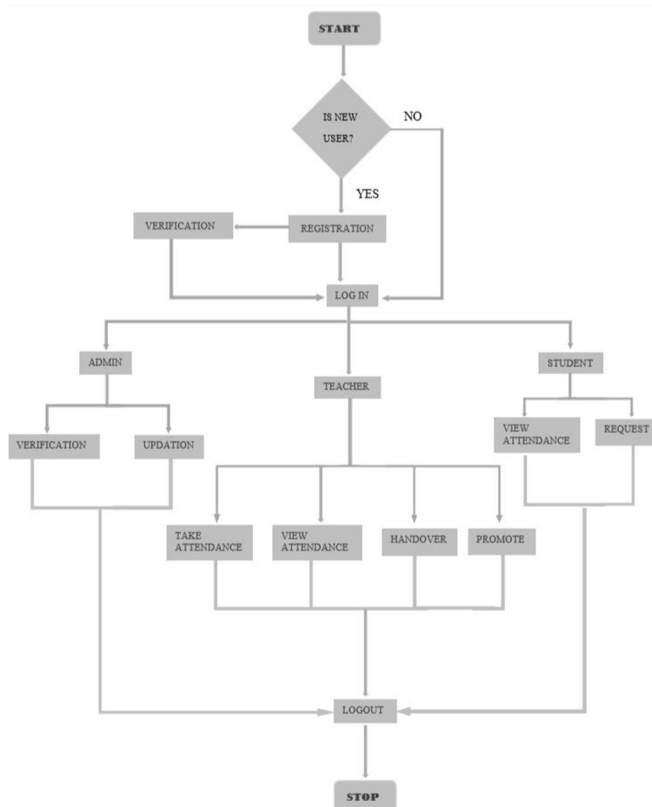 START
IS NEW
USER?
NO
YES
VERIFICATION
REGISTRATION
LOG IN
ADMIN
TEACHER
STUDENT
VERIFICATION
UPDATION
VIEW
ATTENDANCE
REQUEST
TAKE
ATTENDANCE
VIEW
ATTENDANCE
HANDOVER
PROMOTE
LOGOUT
STOP